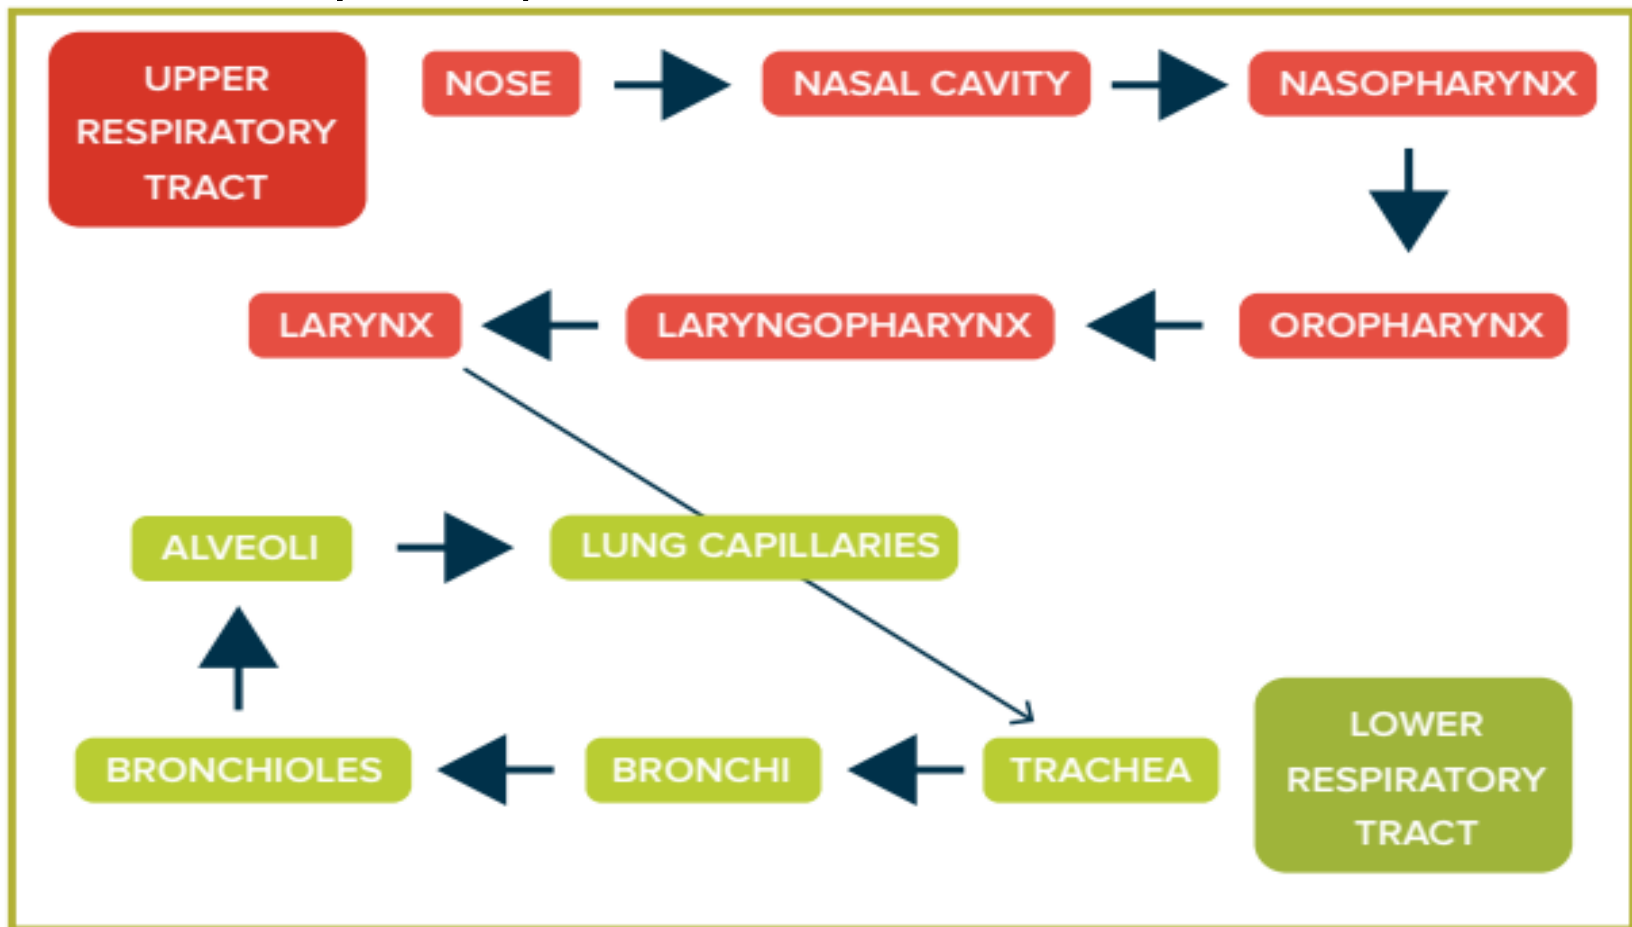 UPPER
RESPIRATORY
TRACT
NOSE
NASAL CAVITY
NASOPHARYNX
LARYNX
LARYNGOPHARYNX
OROPHARYNX
ALVEOLI
LUNG CAPILLARIES
BRONCHIOLES
BRONCHI
TRACHEA
LOWER
RESPIRATORY
TRACT